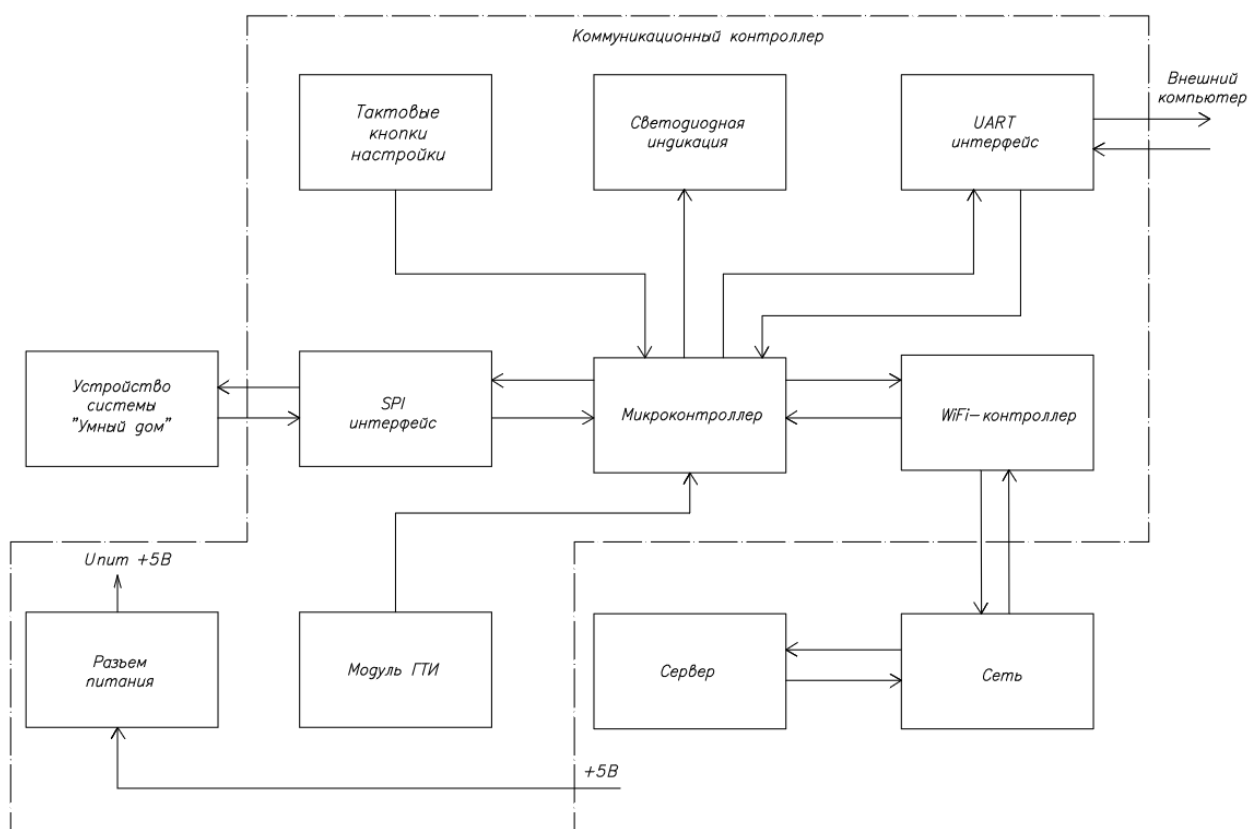 Коммуникационный контроллер
Тактовые
кнопки
настройки
Светодиодная
индикация
UART
интерфейс
Внешний
компьютер
Устройство
системы
"Умный дом"
SPI
интерфейс
Микроконтроллер
WiFi-контроллер
Uпит +5В
Разъем
питания
Модуль ГТИ
Сервер
Сеть
+5В